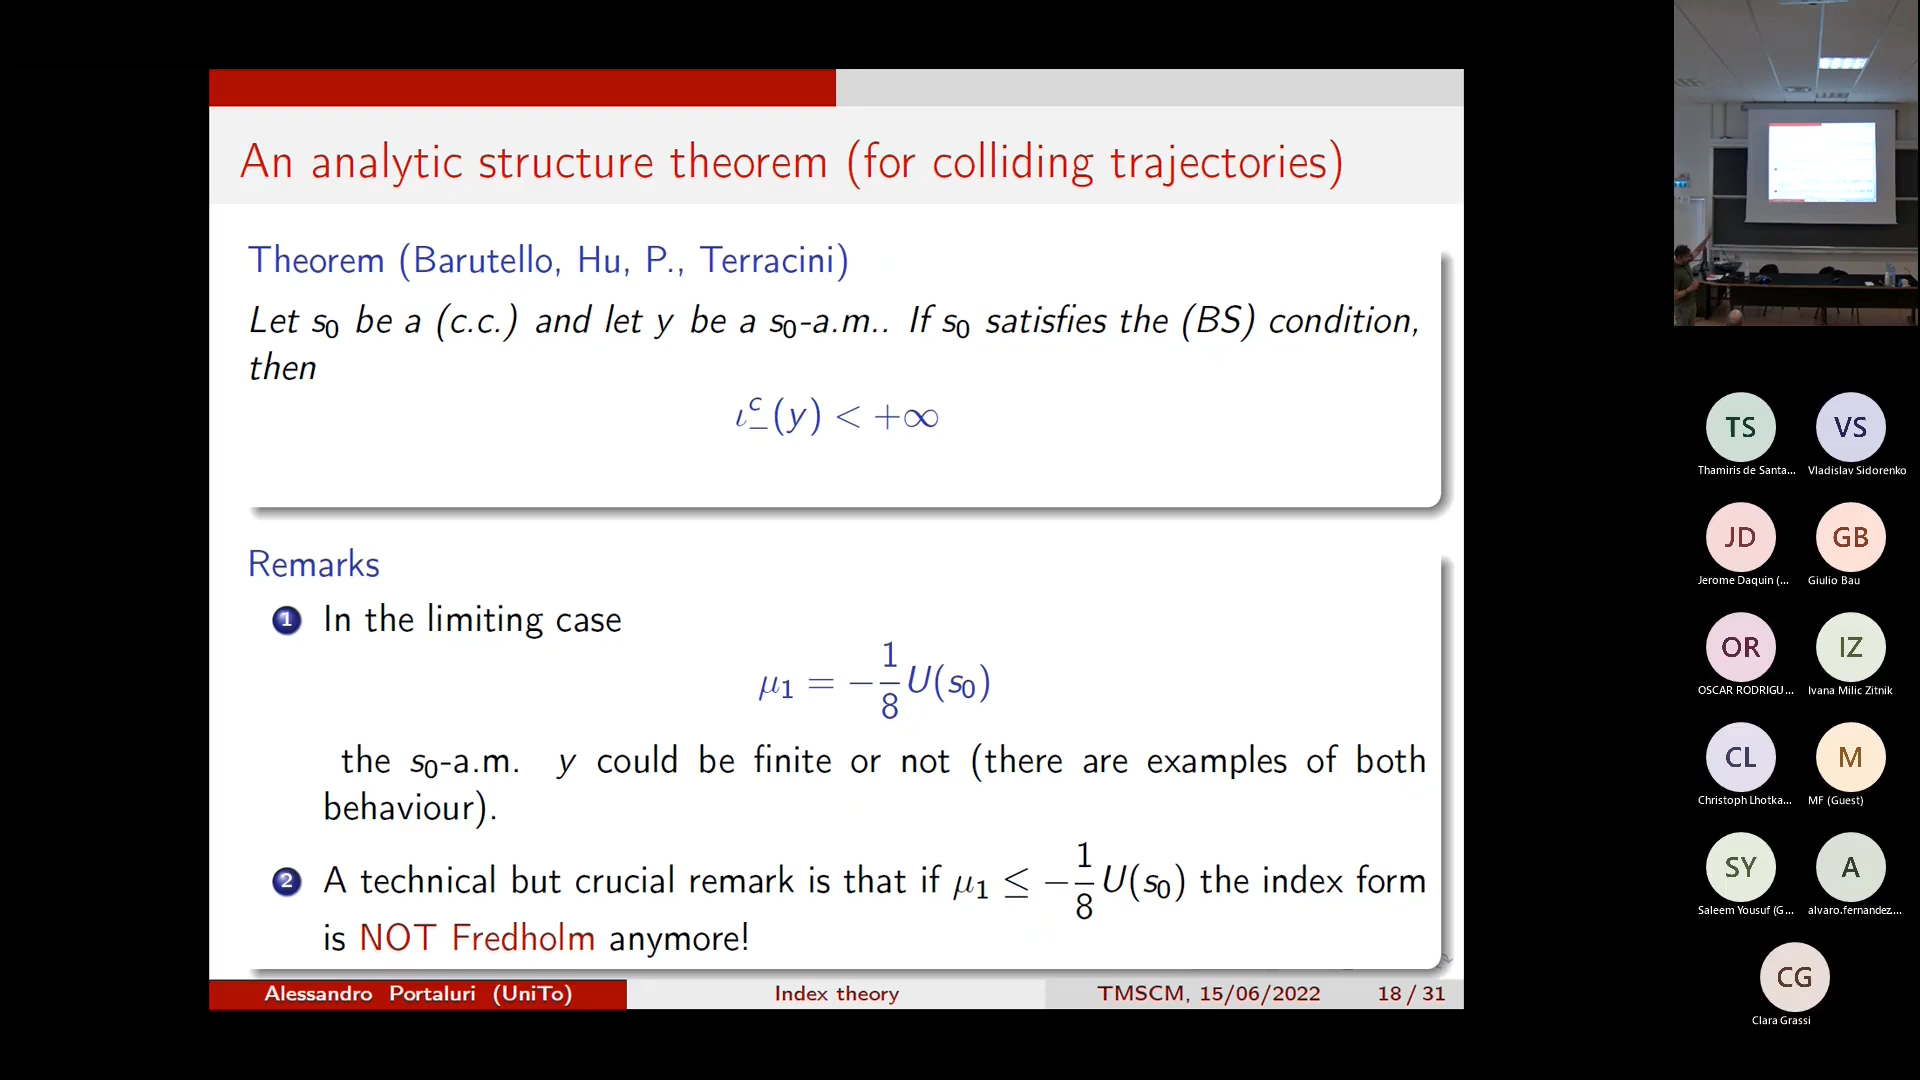 An analytic structure theorem (for colliding trajectories)
Theorem (Barutello, Hu, P., Terracini)
Let s₀ be a (c.c.) and let y be a s₀-a.m.. If s₀ satisfies the (BS) condition,
then
ι₋ᶜ(y) < +∞
Remarks
1 In the limiting case
μ₁ = −1/8 U(s₀)
the s₀-a.m. y could be finite or not (there are examples of both
behaviour).
2 A technical but crucial remark is that if μ₁ ≤ −1/8 U(s₀) the index form
is NOT Fredholm anymore!
Alessandro Portaluri (UniTo) Index theory TMSCM, 15/06/2022 18 / 31
TS VS
Thamiris de Santa... Vladislav Sidorenko
JD GB
Jerome Daquin (... Giulio Bau
OR IZ
OSCAR RODRIGU... Ivana Milic Zitnik
CL M
Christoph Lhotka... MF (Guest)
SY A
Saleem Yousuf (G... alvaro.fernandez...
CG
Clara Grassi